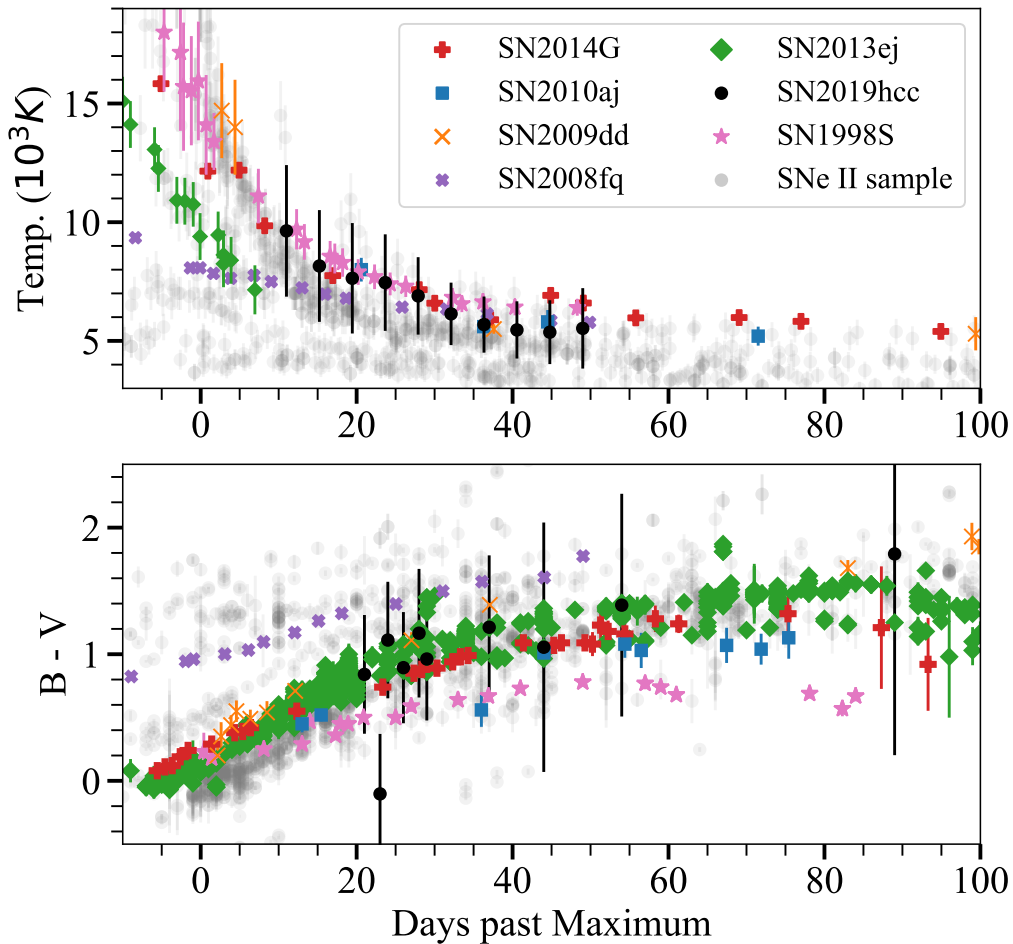 SN2014G SN2013ej
SN2010aj SN2019hcc
SN2009dd SN1998S
SN2008fq SNe II sample
Temp. (10³K)
15
10
5
0 20 40 60 80 100
B - V
2
1
0
0 20 40 60 80 100
Days past Maximum